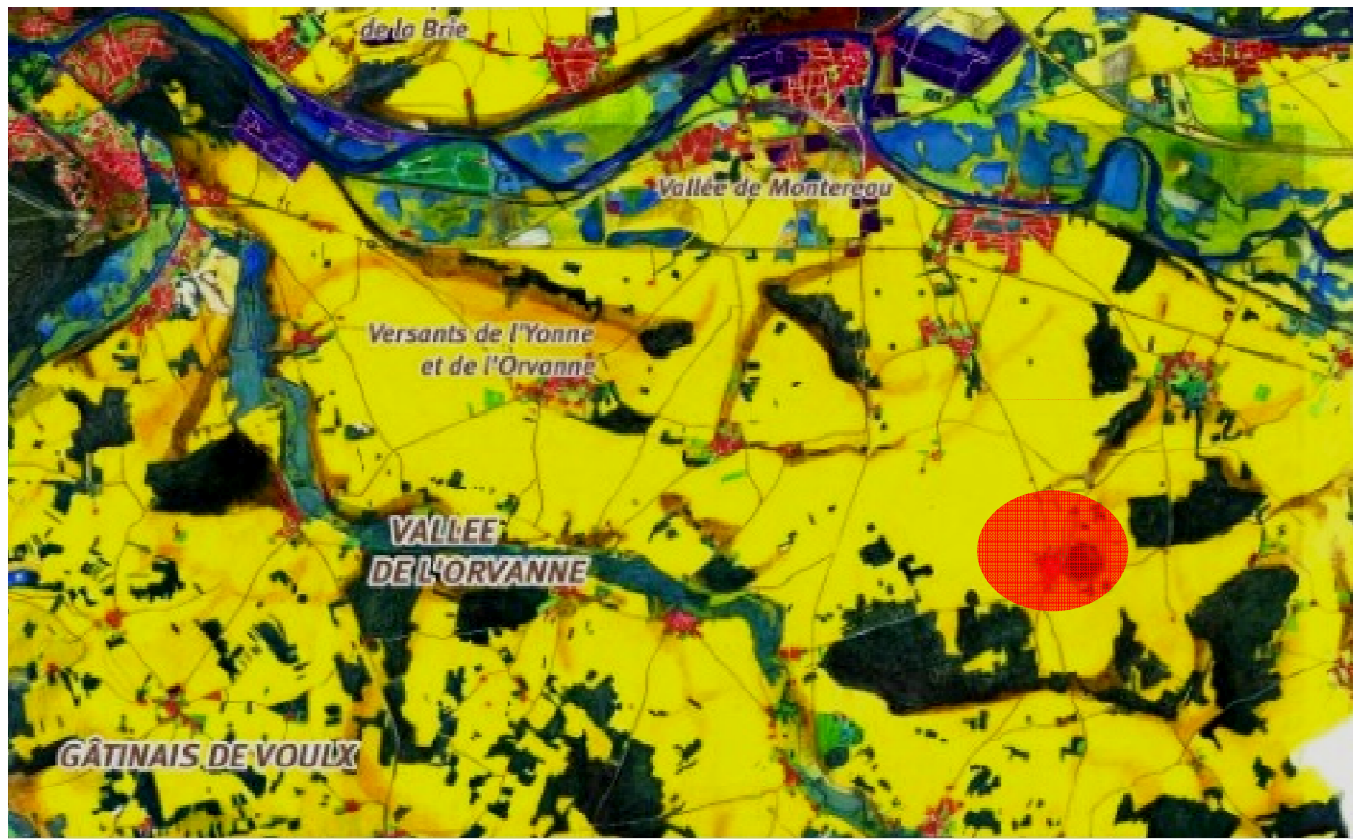 de la Brie
Vallée de Montereau
Versants de l'Yonne
et de l'Orvanne
VALLEE
DE L'ORVANNE
GÂTINAIS DE VOULX